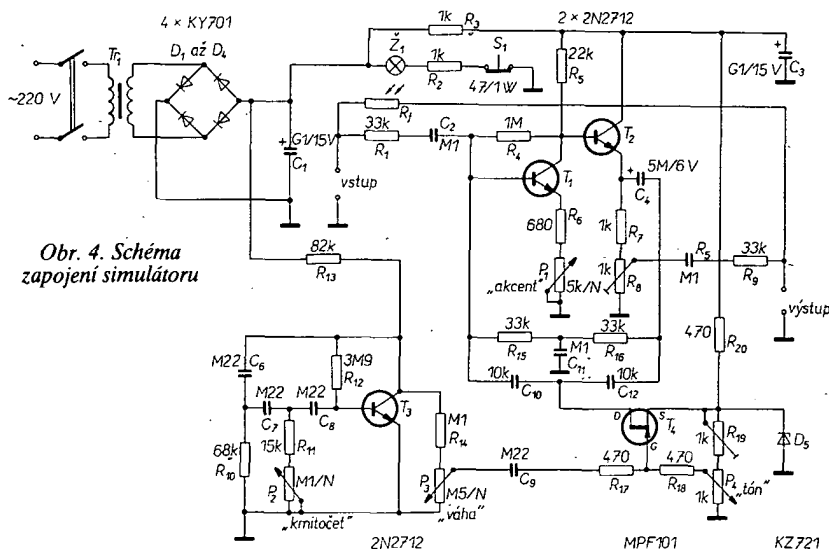 4 × KY701
D₁ až D₄
Tr₁
~220 V
1k
R₃
Ž₁
1k
R₂
S₁
47/1W
2 × 2N2712
22k
R₅
G1/15 V
C₃
Rf
33k
R₁
C₂
M1
1M
R₄
T₂
G1/15V
C₁
vstup
T₁
5M/6 V
C₄
680
R₆
1k
R₇
P₁
„akcent"
5k/N
1k
R₈
R₅
M1
33k
R₉
výstup
Obr. 4. Schéma
zapojení simulátoru
82k
R₁₃
33k
R₁₅
M1
C₁₁
33k
R₁₆
470
R₂₀
10k
C₁₀
10k
C₁₂
M22
C₆
3M9
R₁₂
M22
C₇
M22
C₈
T₃
68k
R₁₀
15k
R₁₁
P₂
M1/N
„kmitočet"
M1
R₁₄
P₃
M5/N
„váha"
M22
C₉
D
S
G
T₄
470
R₁₇
470
R₁₈
R₁₉
1k
P₄
1k
„tón"
D₅
2N2712
MPF101
KZ721